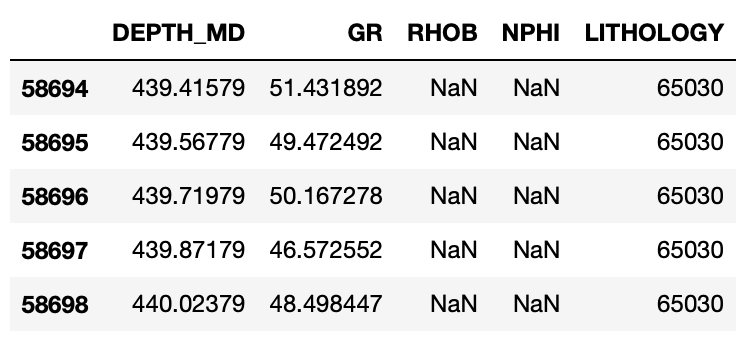 DEPTH_MD GR RHOB NPHI LITHOLOGY
58694 439.41579 51.431892 NaN NaN 65030
58695 439.56779 49.472492 NaN NaN 65030
58696 439.71979 50.167278 NaN NaN 65030
58697 439.87179 46.572552 NaN NaN 65030
58698 440.02379 48.498447 NaN NaN 65030